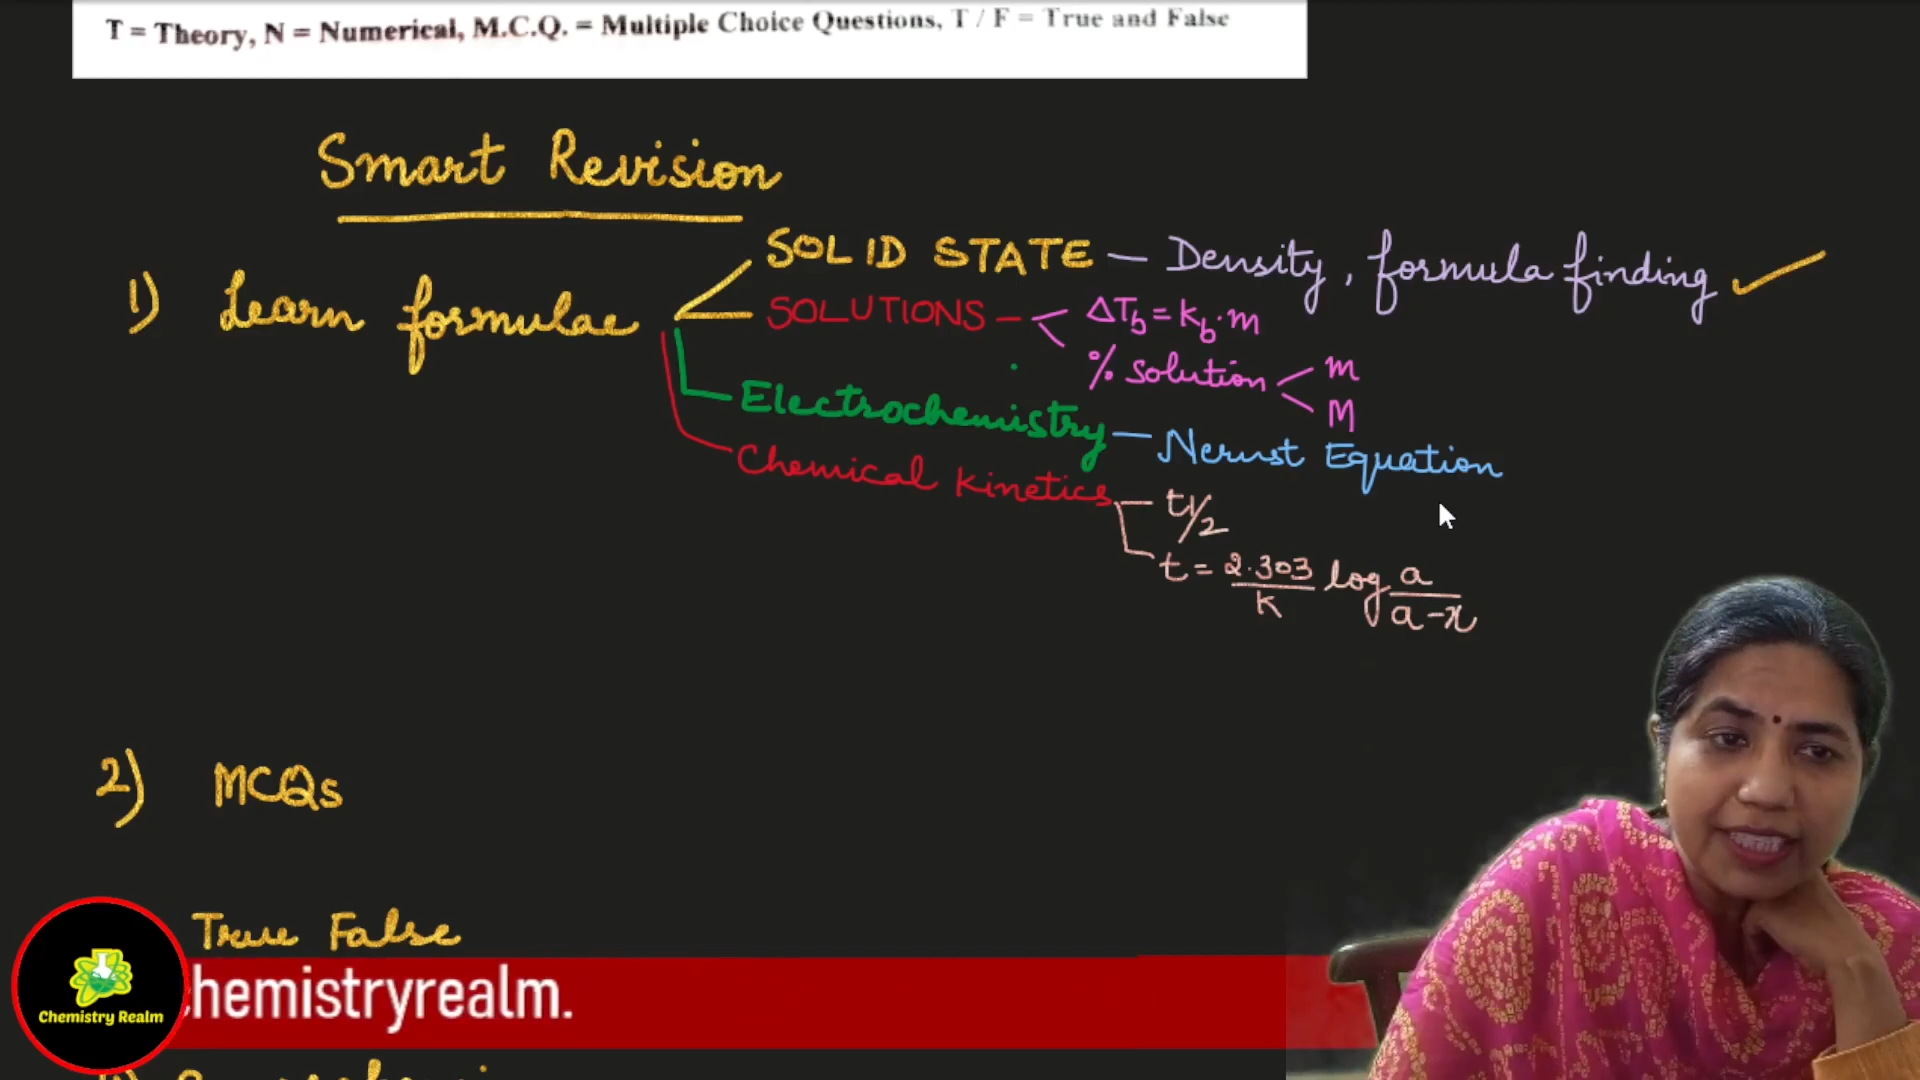 T = Theory, N = Numerical, M.C.Q. = Multiple Choice Questions, T / F = True and False
Smart Revision
1) Learn formulae
SOLID STATE — Density, formula finding ✓
SOLUTIONS — ΔTb = Kb·m
% Solution < m
M
Electrochemistry — Nernst Equation
Chemical Kinetics — t1/2
t = 2.303/K log a/a-x
2) MCQs
True False
chemistryrealm.
Chemistry Realm